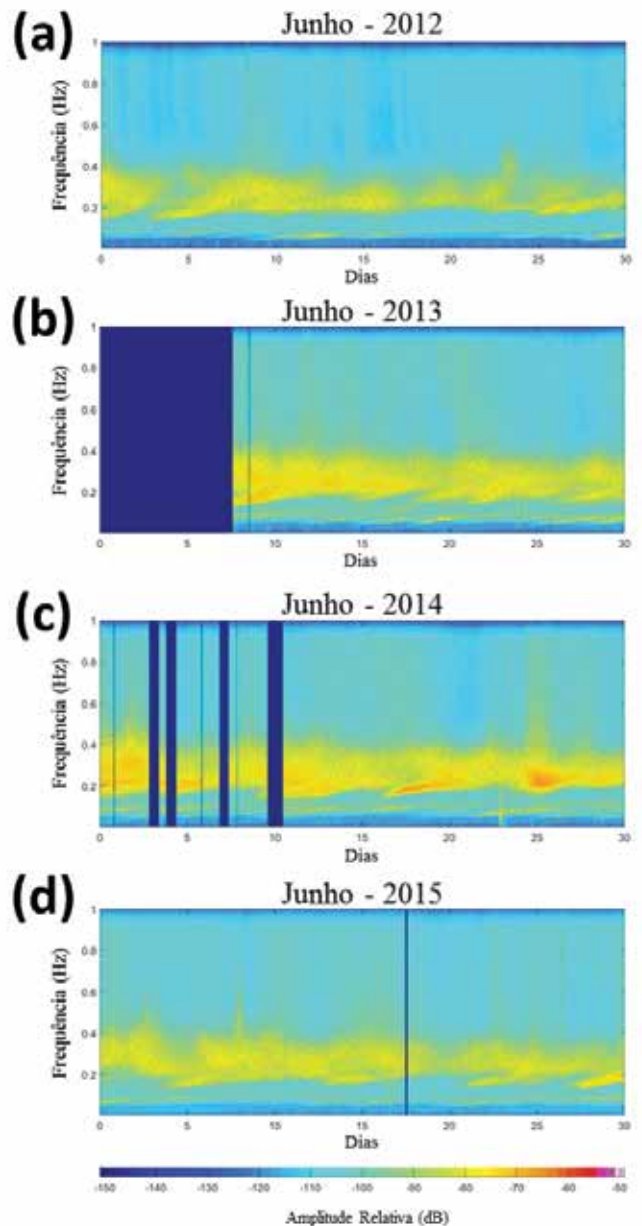 (a)
Junho - 2012
1
0.8
0.6
0.4
0.2
Frequência (Hz)
0 5 10 15 20 25 30
Dias
(b)
Junho - 2013
1
0.8
0.6
0.4
0.2
Frequência (Hz)
0 5 10 15 20 25 30
Dias
(c)
Junho - 2014
1
0.8
0.6
0.4
0.2
Frequência (Hz)
0 5 10 15 20 25 30
Dias
(d)
Junho - 2015
1
0.8
0.6
0.4
0.2
Frequência (Hz)
0 5 10 15 20 25 30
Dias
-150 -140 -130 -120 -110 -100 -90 -80 -70 -60 -50
Amplitude Relativa (dB)